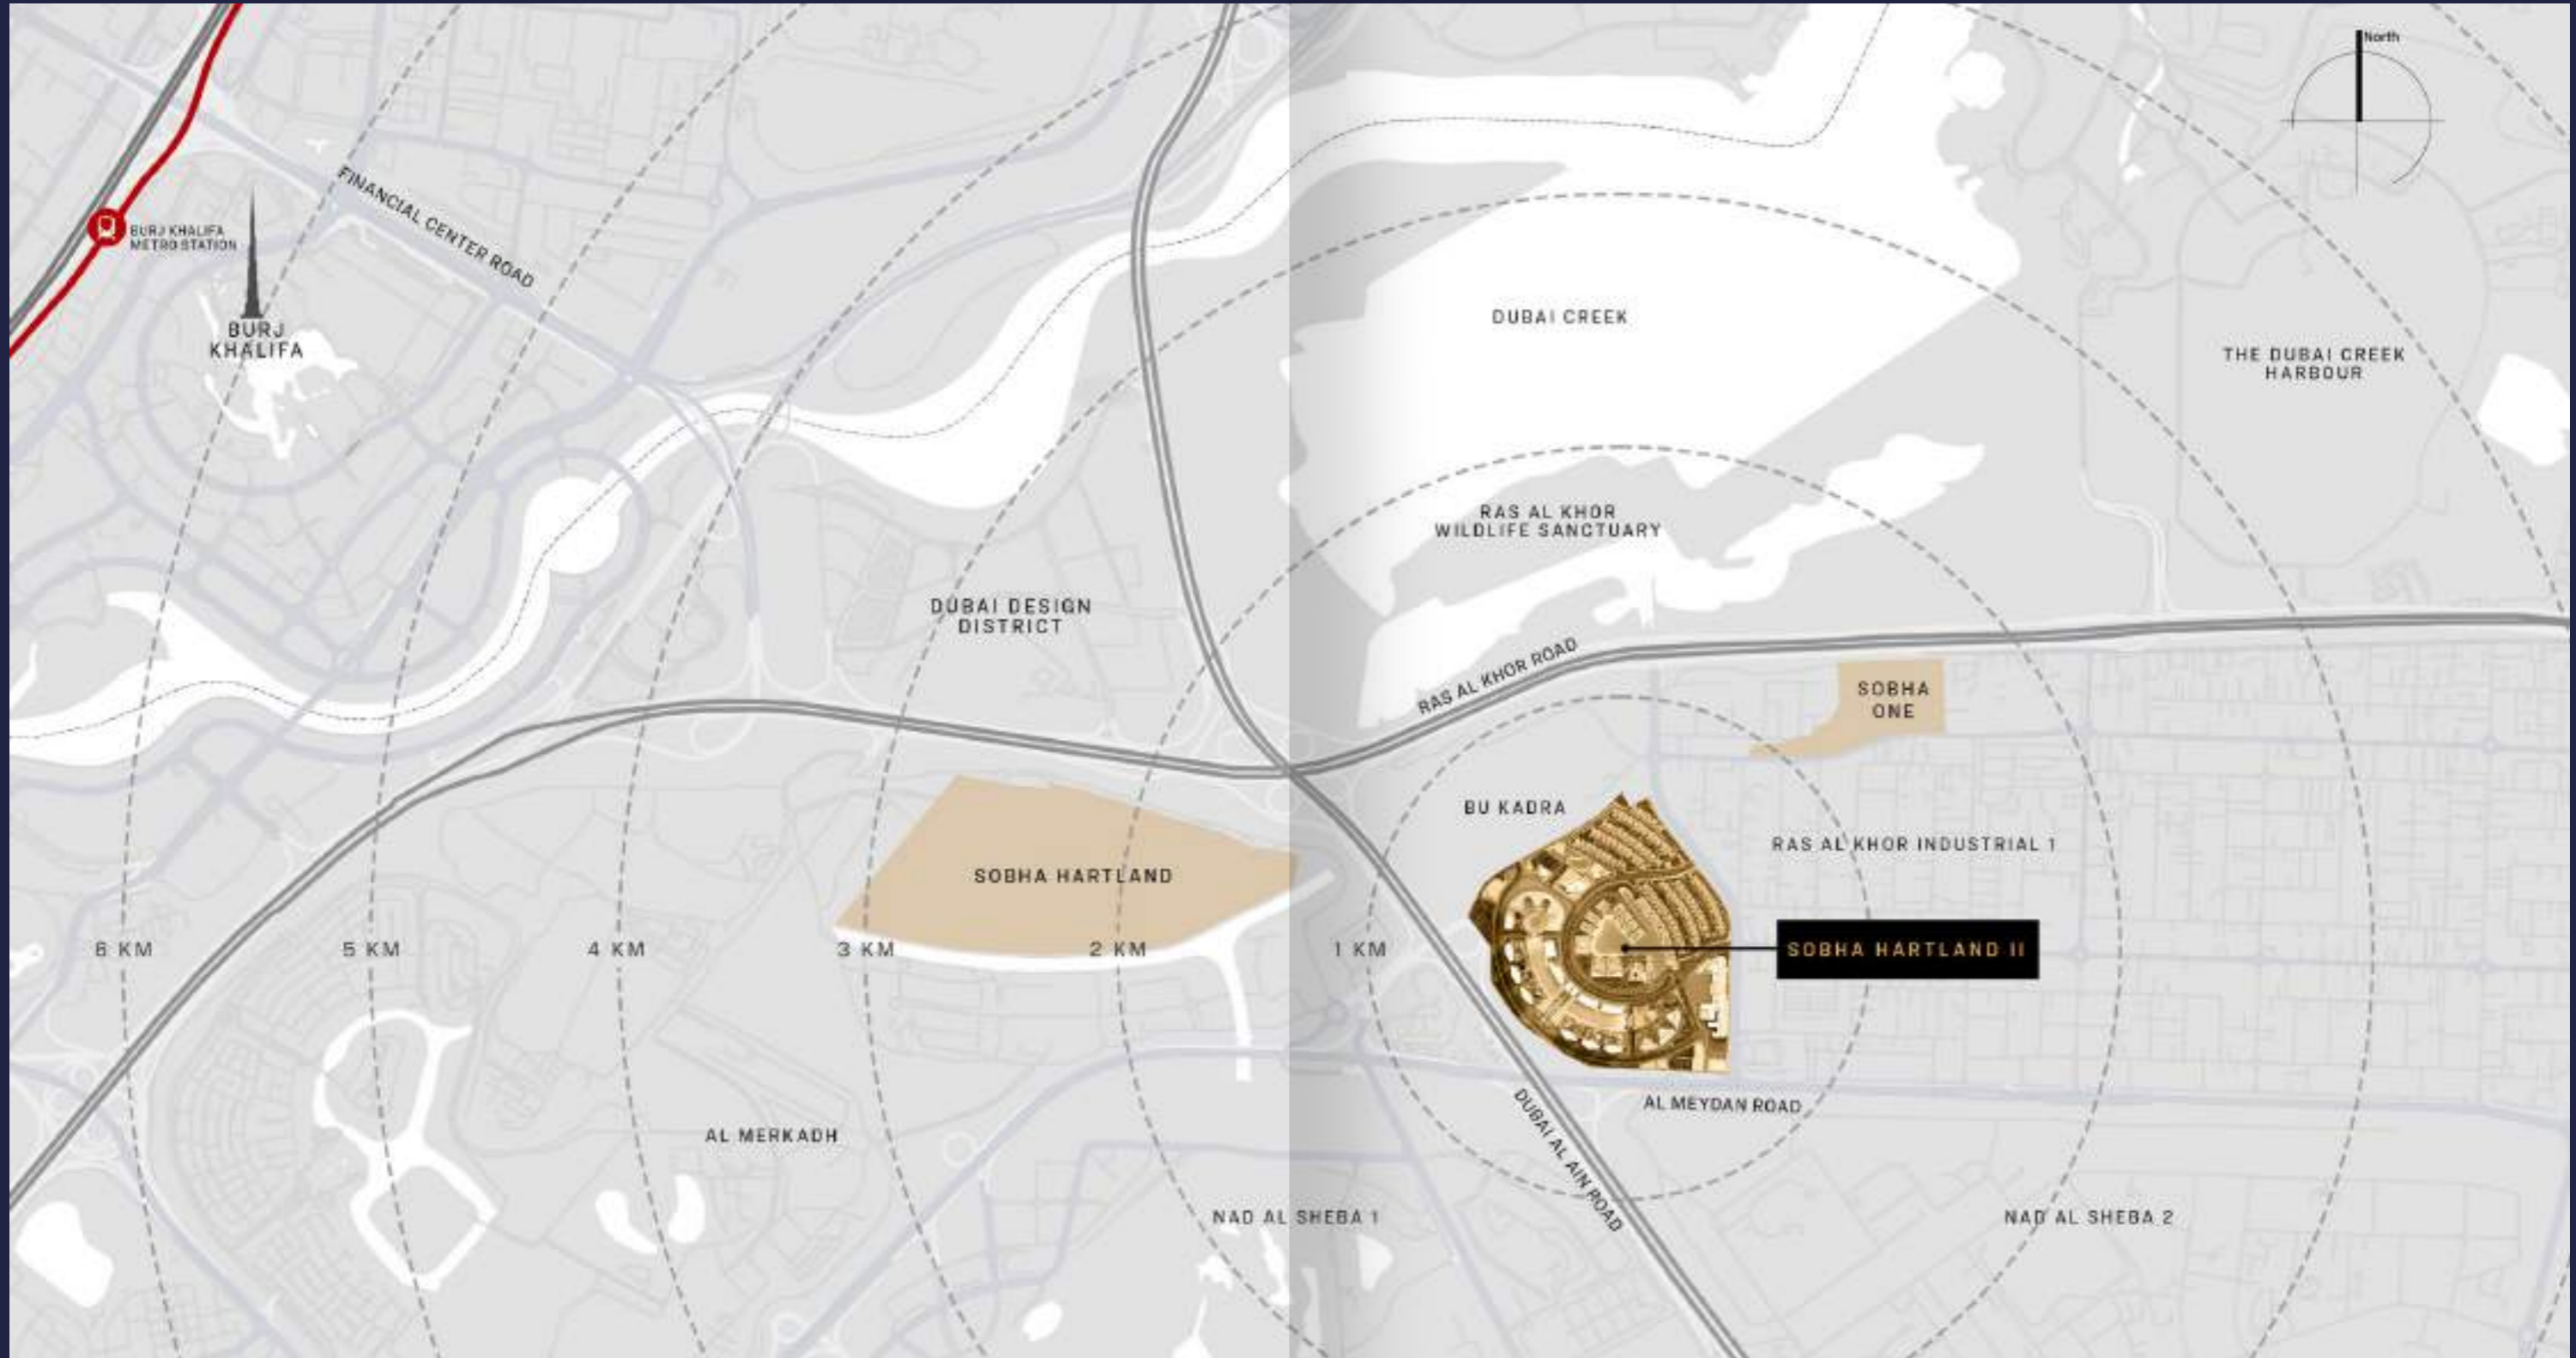 North
FINANCIAL CENTER ROAD
BURJ KHALIFA
METRO STATION
BURJ
KHALIFA
DUBAI CREEK
THE DUBAI CREEK
HARBOUR
RAS AL KHOR
WILDLIFE SANCTUARY
DUBAI DESIGN
DISTRICT
RAS AL KHOR ROAD
SOBHA
ONE
BU KADRA
RAS AL KHOR INDUSTRIAL 1
SOBHA HARTLAND
6 KM
5 KM
4 KM
3 KM
2 KM
1 KM
SOBHA HARTLAND II
AL MEYDAN ROAD
DUBAI AL AIN ROAD
AL MERKADH
NAD AL SHEBA 1
NAD AL SHEBA 2